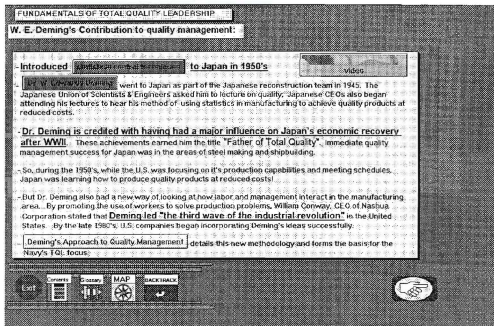 FUNDAMENTALS OF TOTAL QUALITY LEADERSHIP
W. E. Deming's Contribution to quality management:
- Introduced to Japan in 1950's
Video
- Dr. W. Edwards Deming went to Japan as part of the Japanese reconstruction team in 1945. The
Japanese Union of Scientists & Engineers asked him to lecture on quality. Japanese CEOs also began
attending his lectures to hear his method of using statistics in manufacturing to achieve quality products at
reduced costs.
- Dr. Deming is credited with having had a major influence on Japan's economic recovery
after WWII. These achievements earned him the title "Father of Total Quality". Immediate quality
management success for Japan was in the areas of steel making and shipbuilding.
- So, during the 1950's, while the U.S. was focusing on it's production capabilities and meeting schedules,
Japan was learning how to produce quality products at reduced costs!
- But Dr. Deming also had a new way of looking at how labor and management interact in the manufacturing
area. By promoting the use of workers to solve production problems, William Conway, CEO of Nashua
Corporation stated that Deming led "the third wave of the industrial revolution" in the United
States. By the late 1980's, U.S. companies began incorporating Deming's ideas successfully.
Deming's Approach to Quality Management details this new methodology and forms the basis for the
Navy's TQL focus.
Exit Contents Glossary MAP BACKTRACK